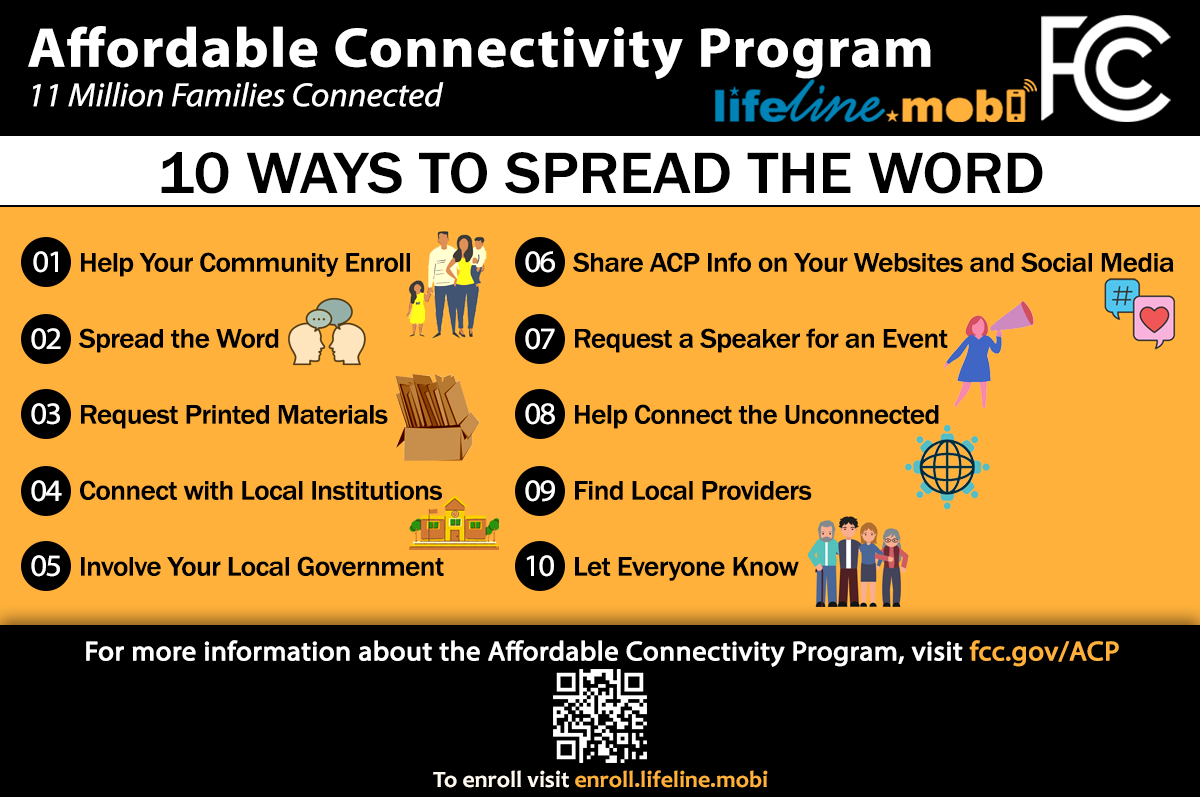 Affordable Connectivity Program
11 Million Families Connected
lifeline.mobi
FCC
10 WAYS TO SPREAD THE WORD
01 Help Your Community Enroll
02 Spread the Word
03 Request Printed Materials
04 Connect with Local Institutions
05 Involve Your Local Government
06 Share ACP Info on Your Websites and Social Media
#
07 Request a Speaker for an Event
08 Help Connect the Unconnected
09 Find Local Providers
10 Let Everyone Know
For more information about the Affordable Connectivity Program, visit fcc.gov/ACP
To enroll visit enroll.lifeline.mobi